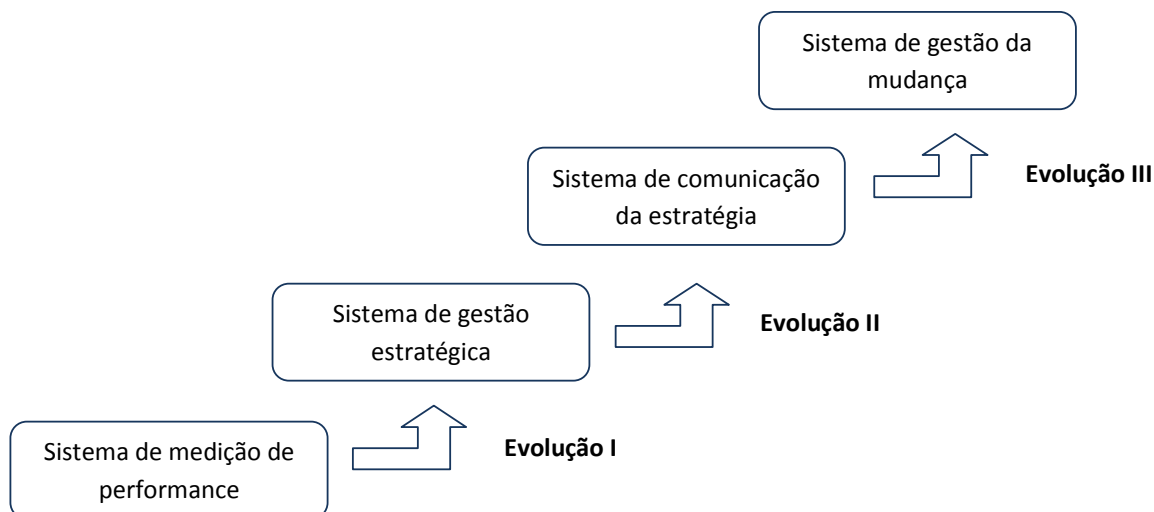 Sistema de gestão da
mudança
Evolução III
Sistema de comunicação
da estratégia
Sistema de gestão
estratégica
Evolução II
Sistema de medição de
performance
Evolução I